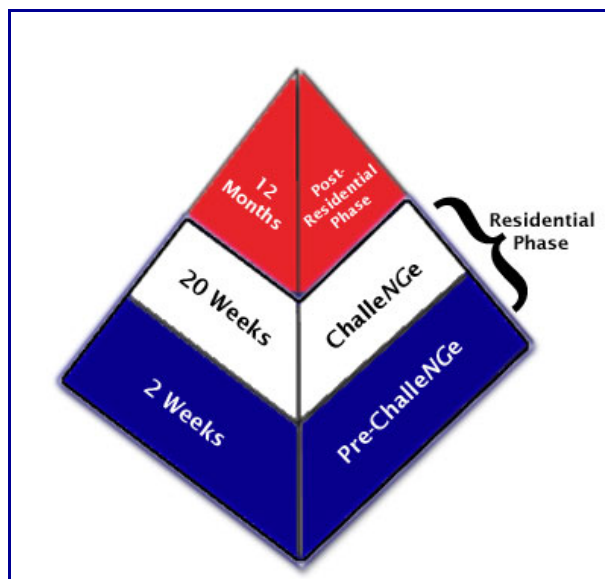 12
Months
Post-
Residential
Phase
Residential
Phase
20 Weeks
ChalleNGe
2 Weeks
Pre-ChalleNGe